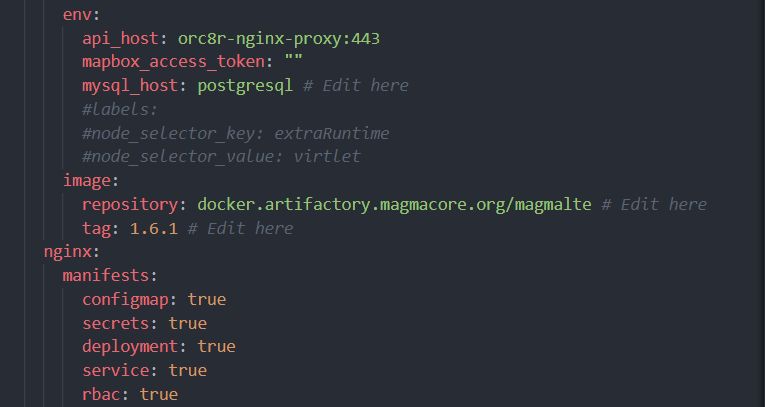 env:
api_host: orc8r-nginx-proxy:443
mapbox_access_token: ""
mysql_host: postgresql # Edit here
#labels:
#node_selector_key: extraRuntime
#node_selector_value: virtlet
image:
repository: docker.artifactory.magmacore.org/magmalte # Edit here
tag: 1.6.1 # Edit here
nginx:
manifests:
configmap: true
secrets: true
deployment: true
service: true
rbac: true